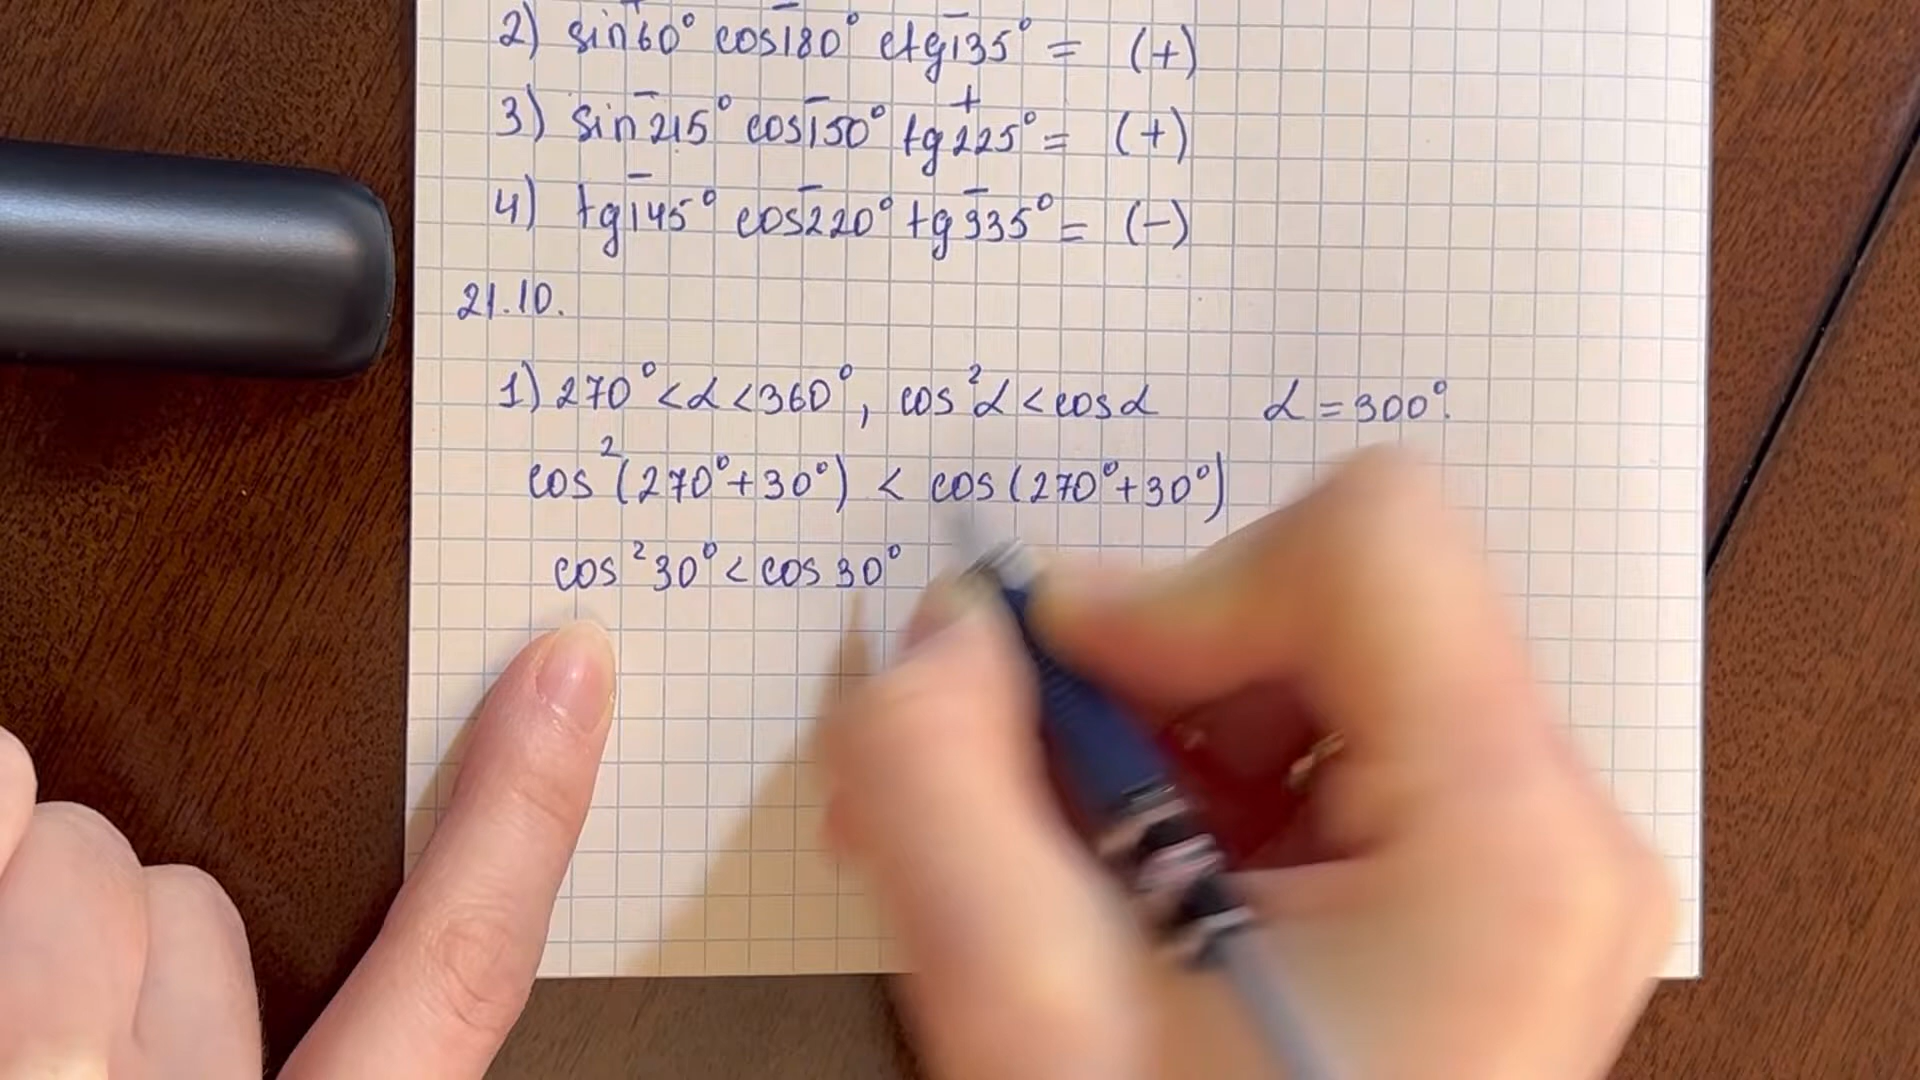 2) sin60° cos180° ctg135° = (+)
3) sin215° cos150° tg225° = (+)
− − +
4) tg145° cos220° tg335° = (−)
− − −
21.10.
1) 270° < α < 360°, cos²α < cosα α = 300°.
cos²(270°+30°) < cos(270°+30°)
cos²30° < cos30°